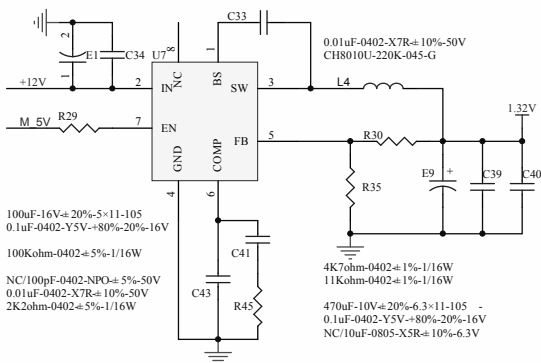 C33
0.01uF-0402-X7R-±10%-50V
CH8010U-220K-045-G
2
E1
C34
U7
8
1
1
NC
BS
+12V
2
IN
SW
3
L4
1.32V
M_5V
R29
7
EN
FB
5
R30
GND
COMP
E9
+
C39
C40
R35
4
6
100uF-16V-±20%-5×11-105
0.1uF-0402-Y5V-+80%-20%-16V
100Kohm-0402-±5%-1/16W
C41
4K7ohm-0402-±1%-1/16W
11Kohm-0402-±1%-1/16W
NC/100pF-0402-NPO-±5%-50V
0.01uF-0402-X7R-±10%-50V
2K2ohm-0402-±5%-1/16W
C43
R45
470uF-10V-±20%-6.3×11-105 -
0.1uF-0402-Y5V-+80%-20%-16V
NC/10uF-0805-X5R-±10%-6.3V